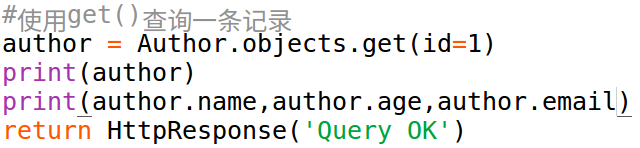 #使用get()查询一条记录
author = Author.objects.get(id=1)
print(author)
print(author.name,author.age,author.email)
return HttpResponse('Query OK')